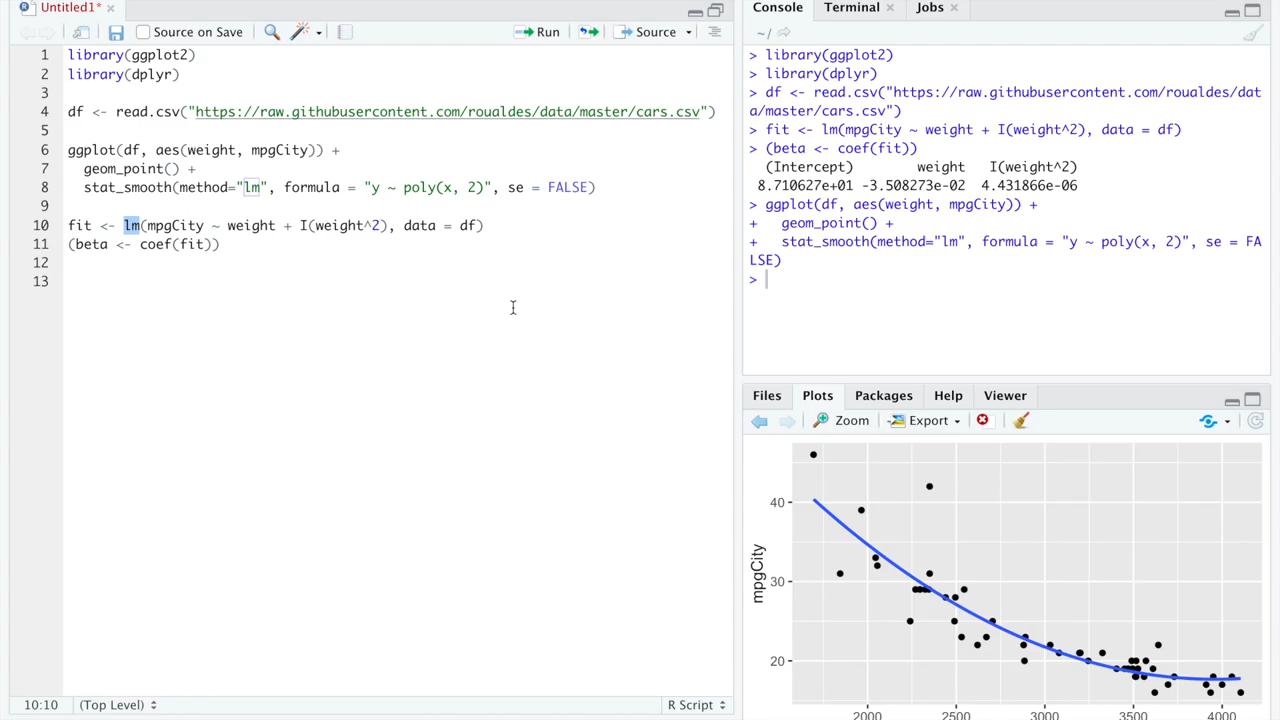 Untitled1*
Source on Save
Run
Source
1 library(ggplot2)
2 library(dplyr)
3
4 df <- read.csv("https://raw.githubusercontent.com/roualdes/data/master/cars.csv")
5
6 ggplot(df, aes(weight, mpgCity)) +
7 geom_point() +
8 stat_smooth(method="lm", formula = "y ~ poly(x, 2)", se = FALSE)
9
10 fit <- lm(mpgCity ~ weight + I(weight^2), data = df)
11 (beta <- coef(fit))
12
13
10:10 (Top Level) R Script
Console Terminal Jobs
~/
> library(ggplot2)
> library(dplyr)
> df <- read.csv("https://raw.githubusercontent.com/roualdes/dat
a/master/cars.csv")
> fit <- lm(mpgCity ~ weight + I(weight^2), data = df)
> (beta <- coef(fit))
(Intercept) weight I(weight^2)
8.710627e+01 -3.508273e-02 4.431866e-06
> ggplot(df, aes(weight, mpgCity)) +
+ geom_point() +
+ stat_smooth(method="lm", formula = "y ~ poly(x, 2)", se = FA
LSE)
>
Files Plots Packages Help Viewer
Zoom Export
40
30
20
mpgCity
2000 2500 3000 3500 4000